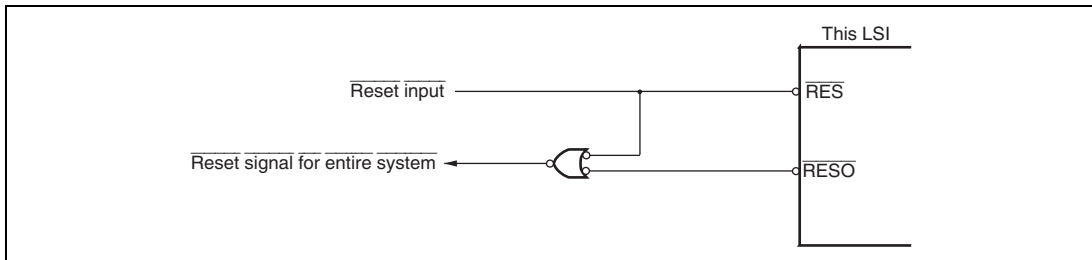 This LSI
Reset input
RES
Reset signal for entire system
RESO